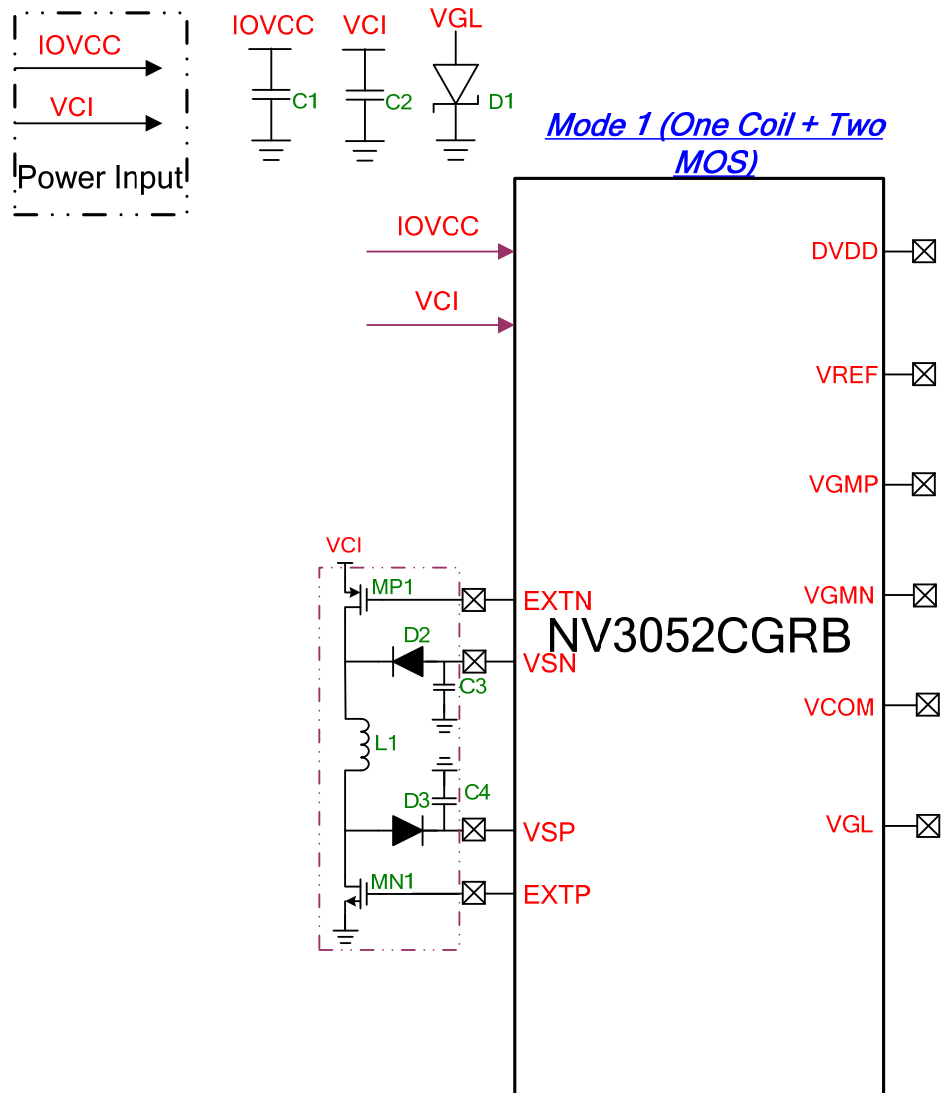 IOVCC
VCI
Power Input
IOVCC
C1
VCI
C2
VGL
D1
Mode 1 (One Coil + Two
MOS)
IOVCC
VCI
DVDD
VREF
VGMP
VGMN
VCOM
VGL
NV3052CGRB
EXTN
VSN
VSP
EXTP
VCI
MP1
D2
C3
L1
D3
C4
MN1